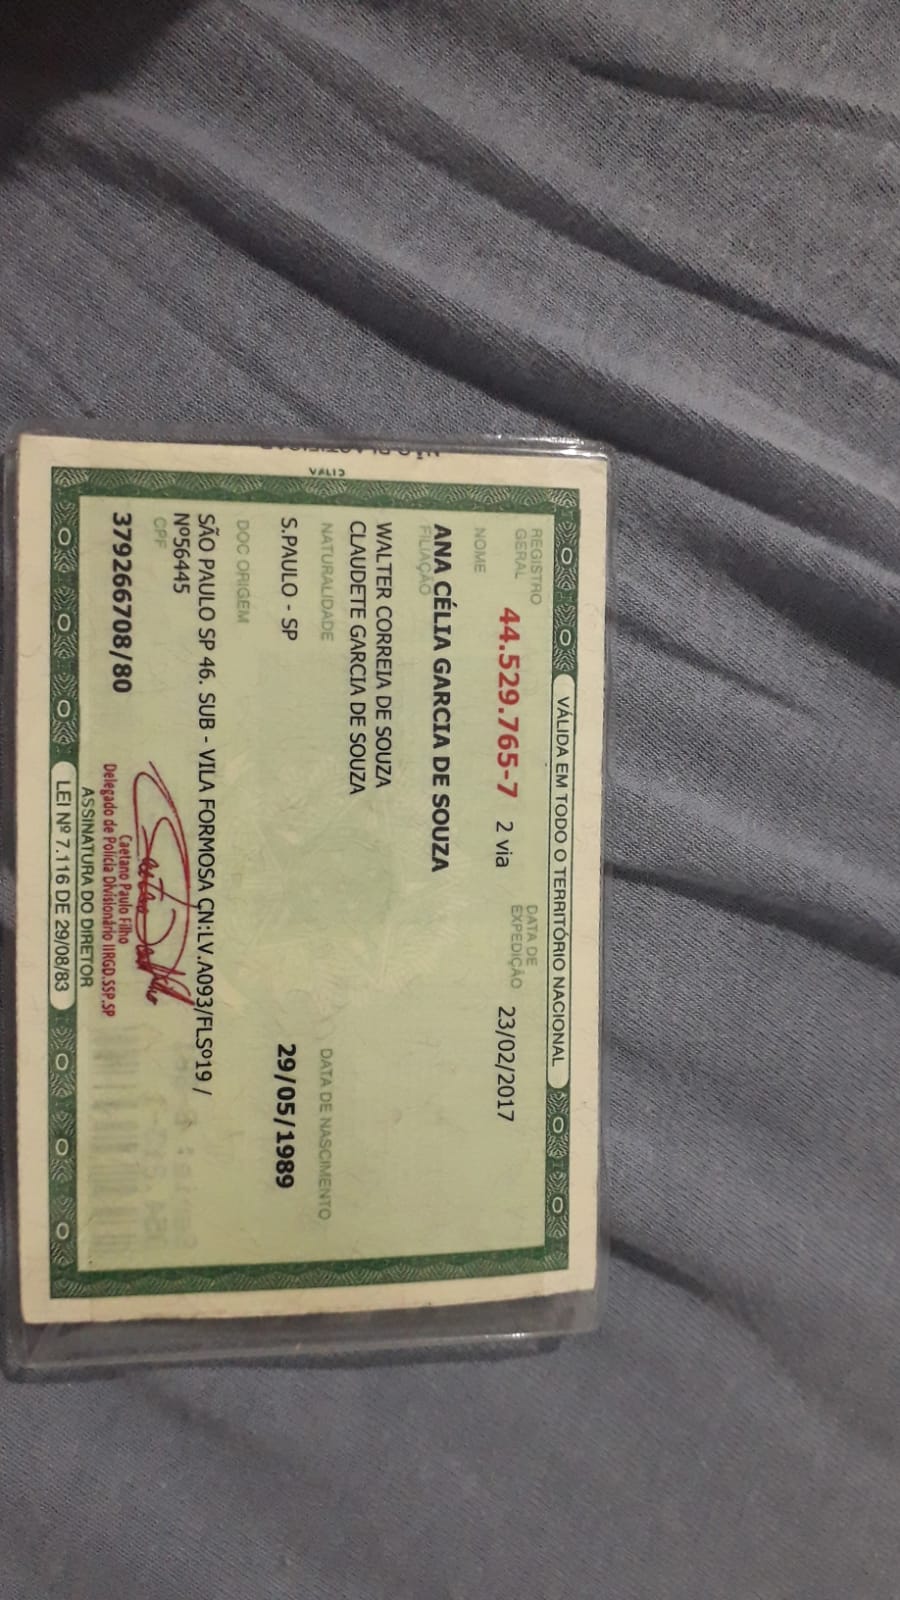 VÁLIDA EM TODO O TERRITÓRIO NACIONAL
REGISTRO GERAL 44.529.765-7 2 via DATA DE EXPEDIÇÃO 23/02/2017
NOME
ANA CÉLIA GARCIA DE SOUZA
FILIAÇÃO
WALTER CORREIA DE SOUZA
CLAUDETE GARCIA DE SOUZA
NATURALIDADE DATA DE NASCIMENTO
S.PAULO - SP 29/05/1989
DOC ORIGEM
SÃO PAULO SP 46. SUB - VILA FORMOSA CN:LV.A093/FLSº19 /
Nº56445
CPF
379266708/80
Caetano Paulo Filho
Delegado de Polícia Divisionário IIRGD.SSP.SP
ASSINATURA DO DIRETOR
LEI Nº 7.116 DE 29/08/83